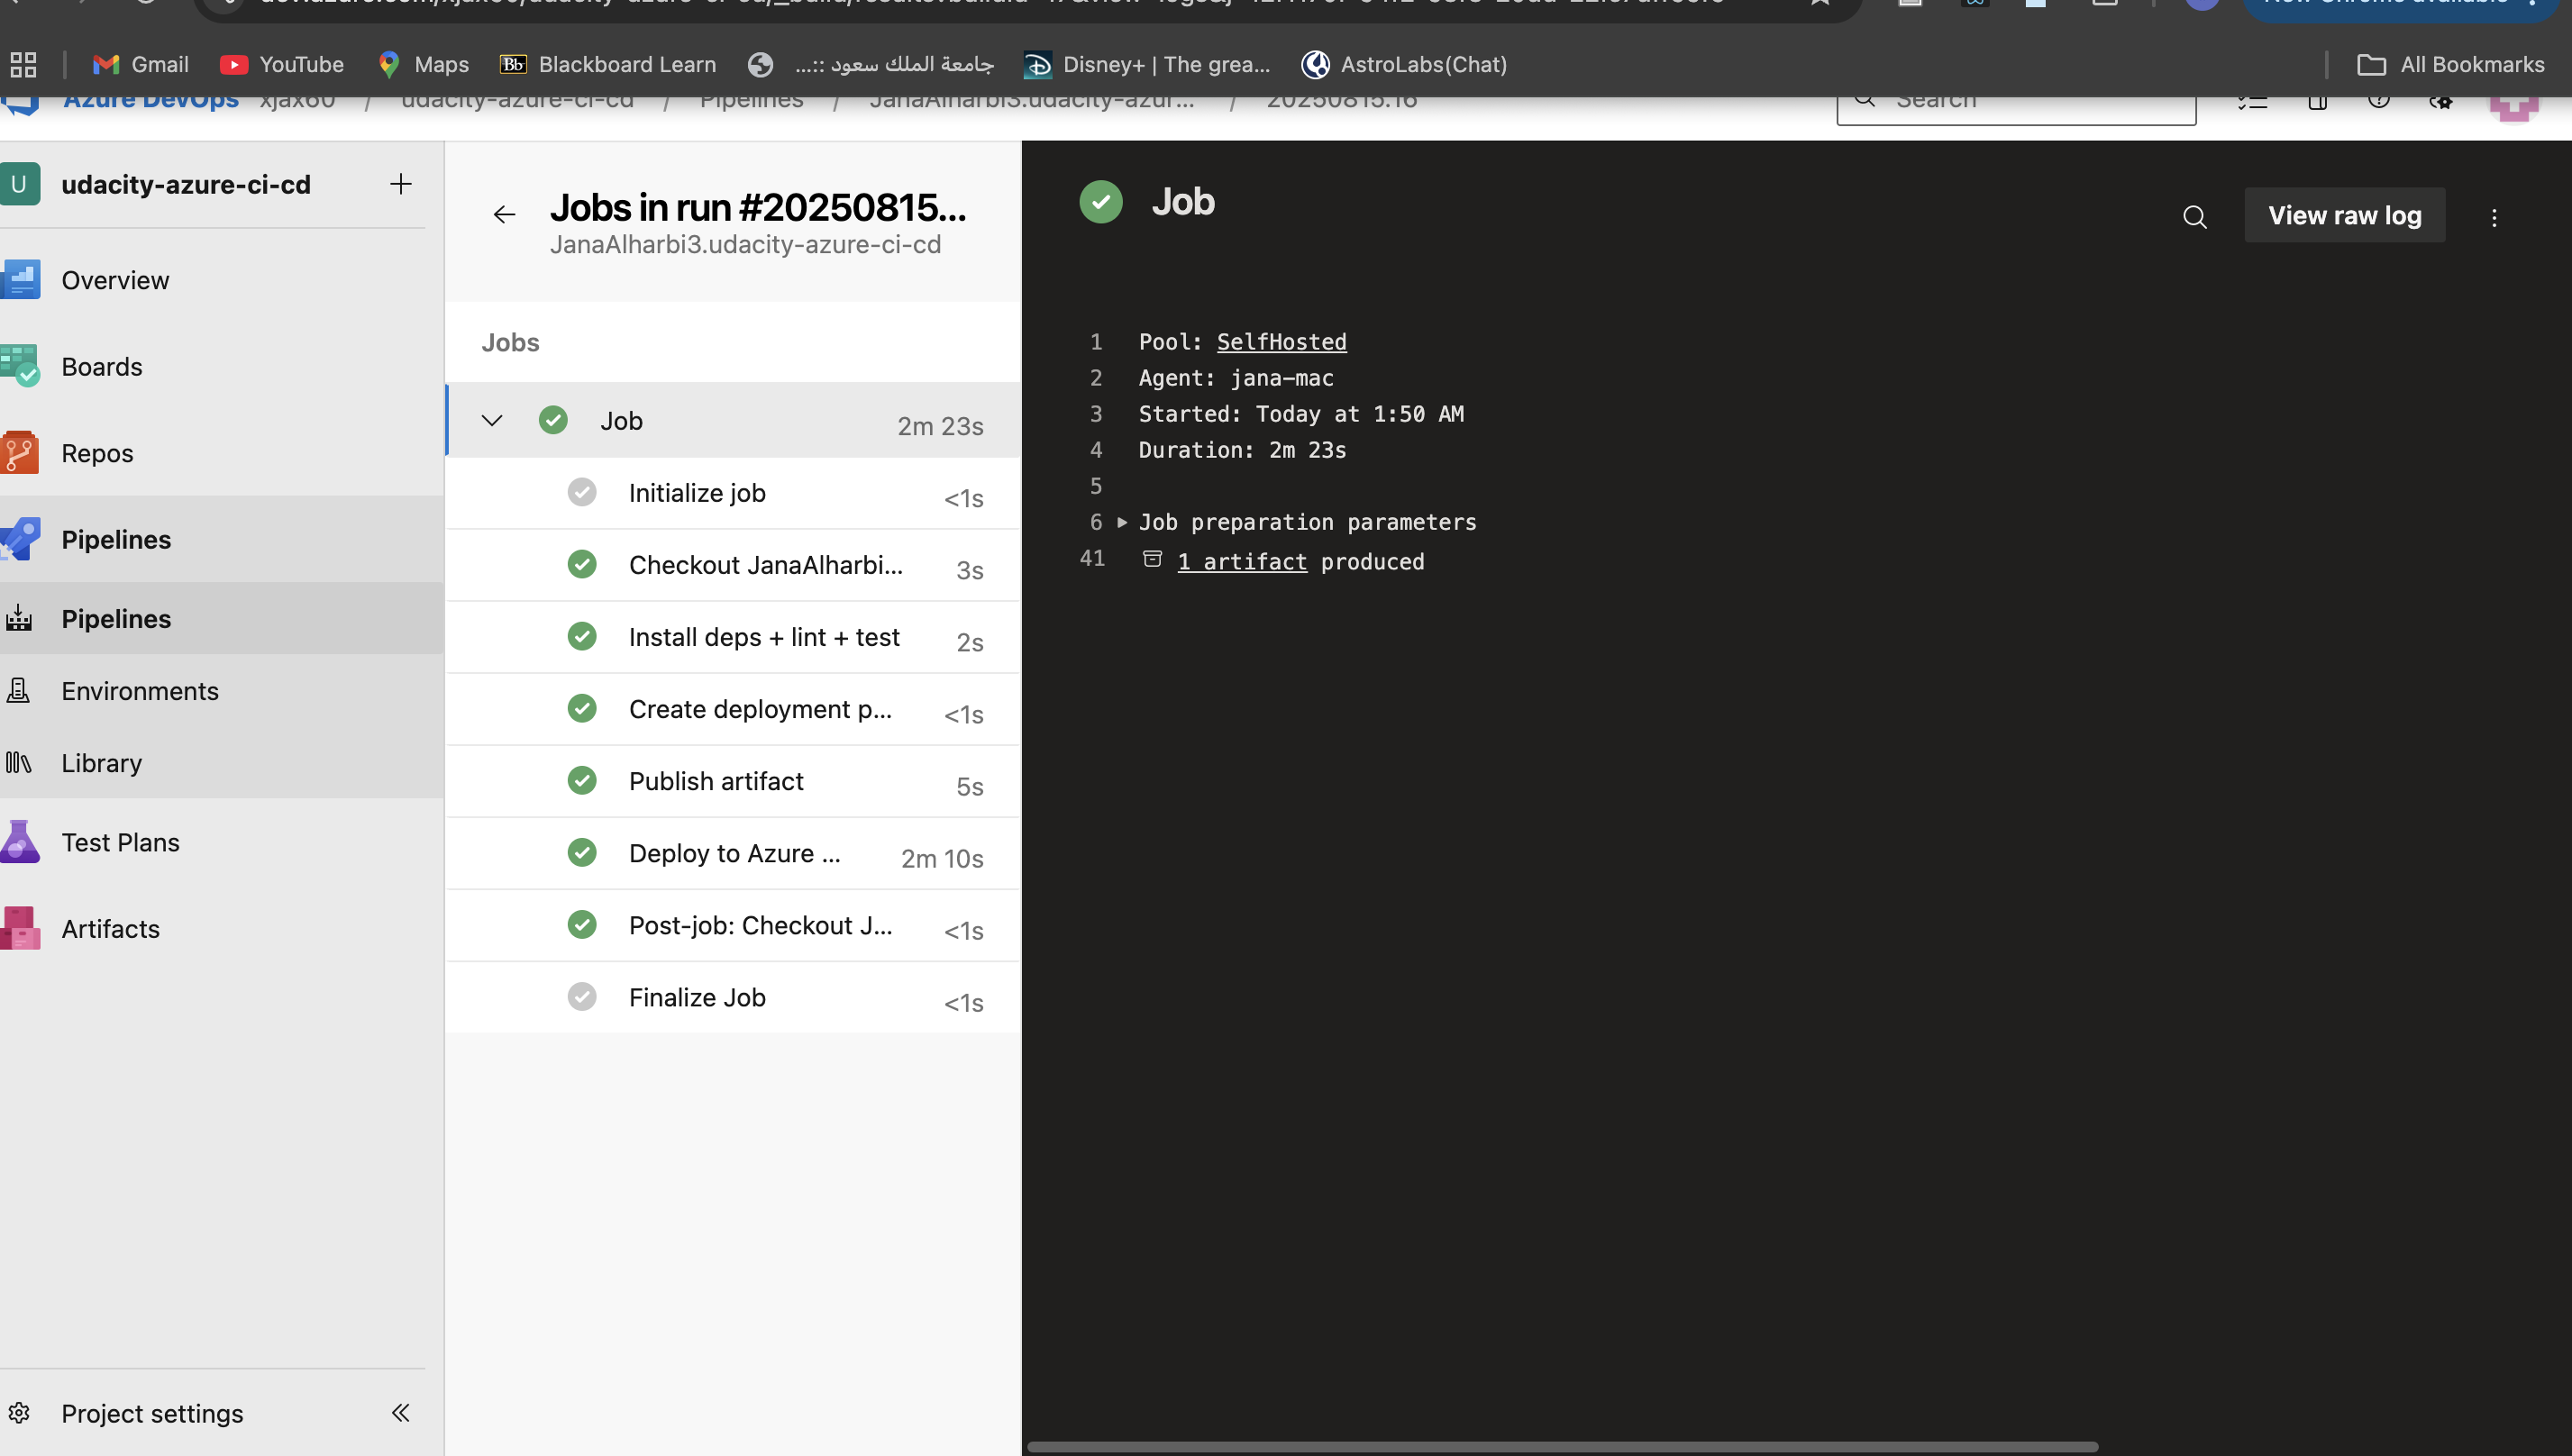 Gmail
YouTube
Maps
Bb Blackboard Learn
جامعة الملك سعود ::...
Disney+ | The grea...
AstroLabs(Chat)
All Bookmarks
Azure DevOps xjax60 / udacity-azure-ci-cd / Pipelines / JanaAlharbi3.udacity-azur... / 20250815.16
Search
U udacity-azure-ci-cd
Overview
Boards
Repos
Pipelines
Pipelines
Environments
Library
Test Plans
Artifacts
Project settings
Jobs in run #20250815...
JanaAlharbi3.udacity-azure-ci-cd
Jobs
Job 2m 23s
Initialize job <1s
Checkout JanaAlharbi... 3s
Install deps + lint + test 2s
Create deployment p... <1s
Publish artifact 5s
Deploy to Azure ... 2m 10s
Post-job: Checkout J... <1s
Finalize Job <1s
Job
View raw log
1 Pool: SelfHosted
2 Agent: jana-mac
3 Started: Today at 1:50 AM
4 Duration: 2m 23s
5
6 Job preparation parameters
41 1 artifact produced